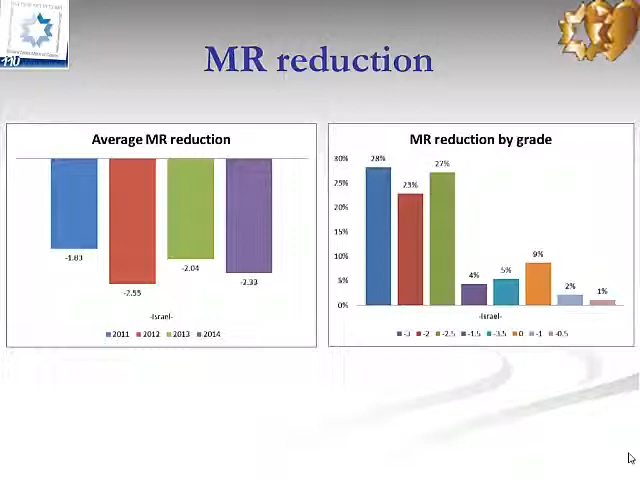 MR reduction
Average MR reduction
-1.83
-2.55
-2.04
-2.33
-Israel-
2011 2012 2013 2014
MR reduction by grade
30%
25%
20%
15%
10%
5%
0%
28%
23%
27%
4%
5%
9%
2%
1%
-Israel-
-3 -2 -2.5 -1.5 -3.5 0 -1 -0.5